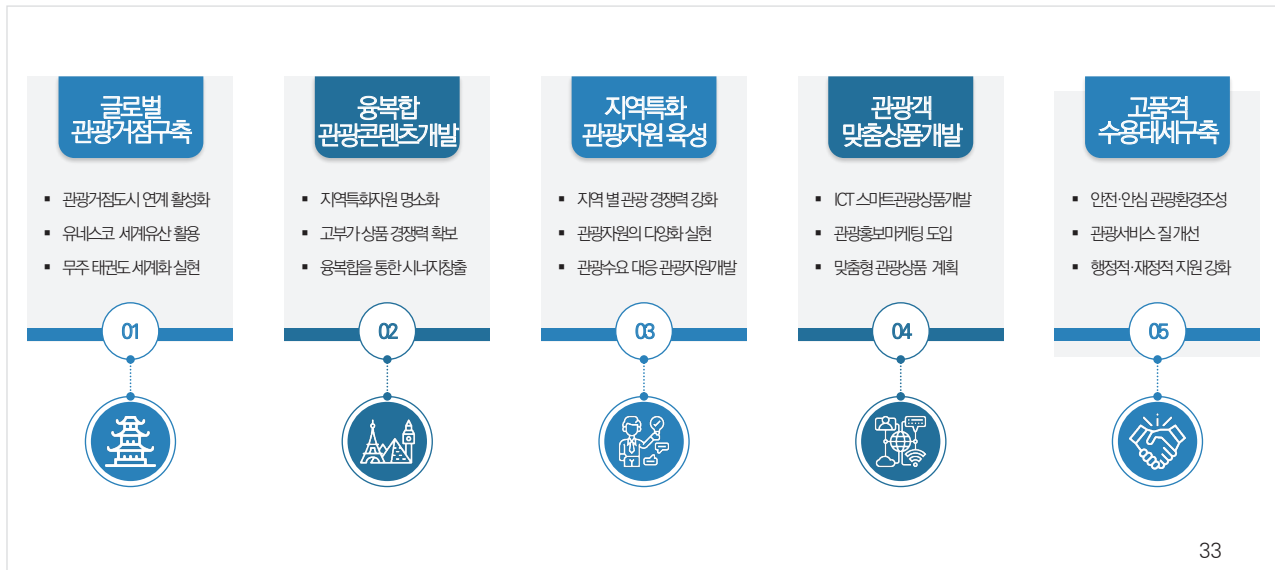 글로벌
관광거점구축
관광거점도시 연계 활성화
유네스코 세계유산 활용
무주 태권도 세계화 실현
01
융복합
관광콘텐츠개발
지역특화자원 명소화
고부가 상품 경쟁력 확보
융복합을 통한 시너지창출
02
지역특화
관광자원 육성
지역 별 관광 경쟁력 강화
관광자원의 다양화 실현
관광수요 대응 관광자원개발
03
관광객
맞춤상품개발
ICT 스마트관광상품개발
관광홍보마케팅 도입
맞춤형 관광상품 계획
04
고품격
수용태세구축
안전·안심 관광환경조성
관광서비스 질 개선
행정적·재정적 지원 강화
05
33